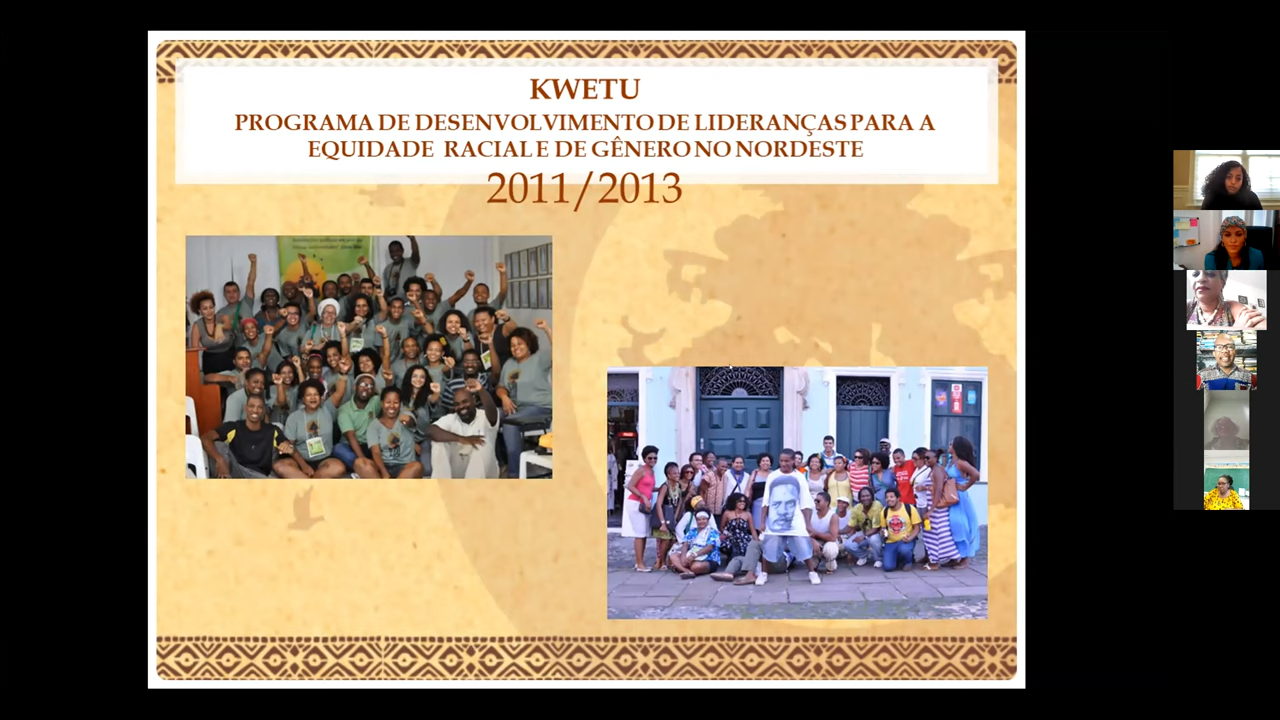 KWETU
PROGRAMA DE DESENVOLVIMENTO DE LIDERANÇAS PARA A
EQUIDADE RACIAL E DE GÊNERO NO NORDESTE
2011/2013